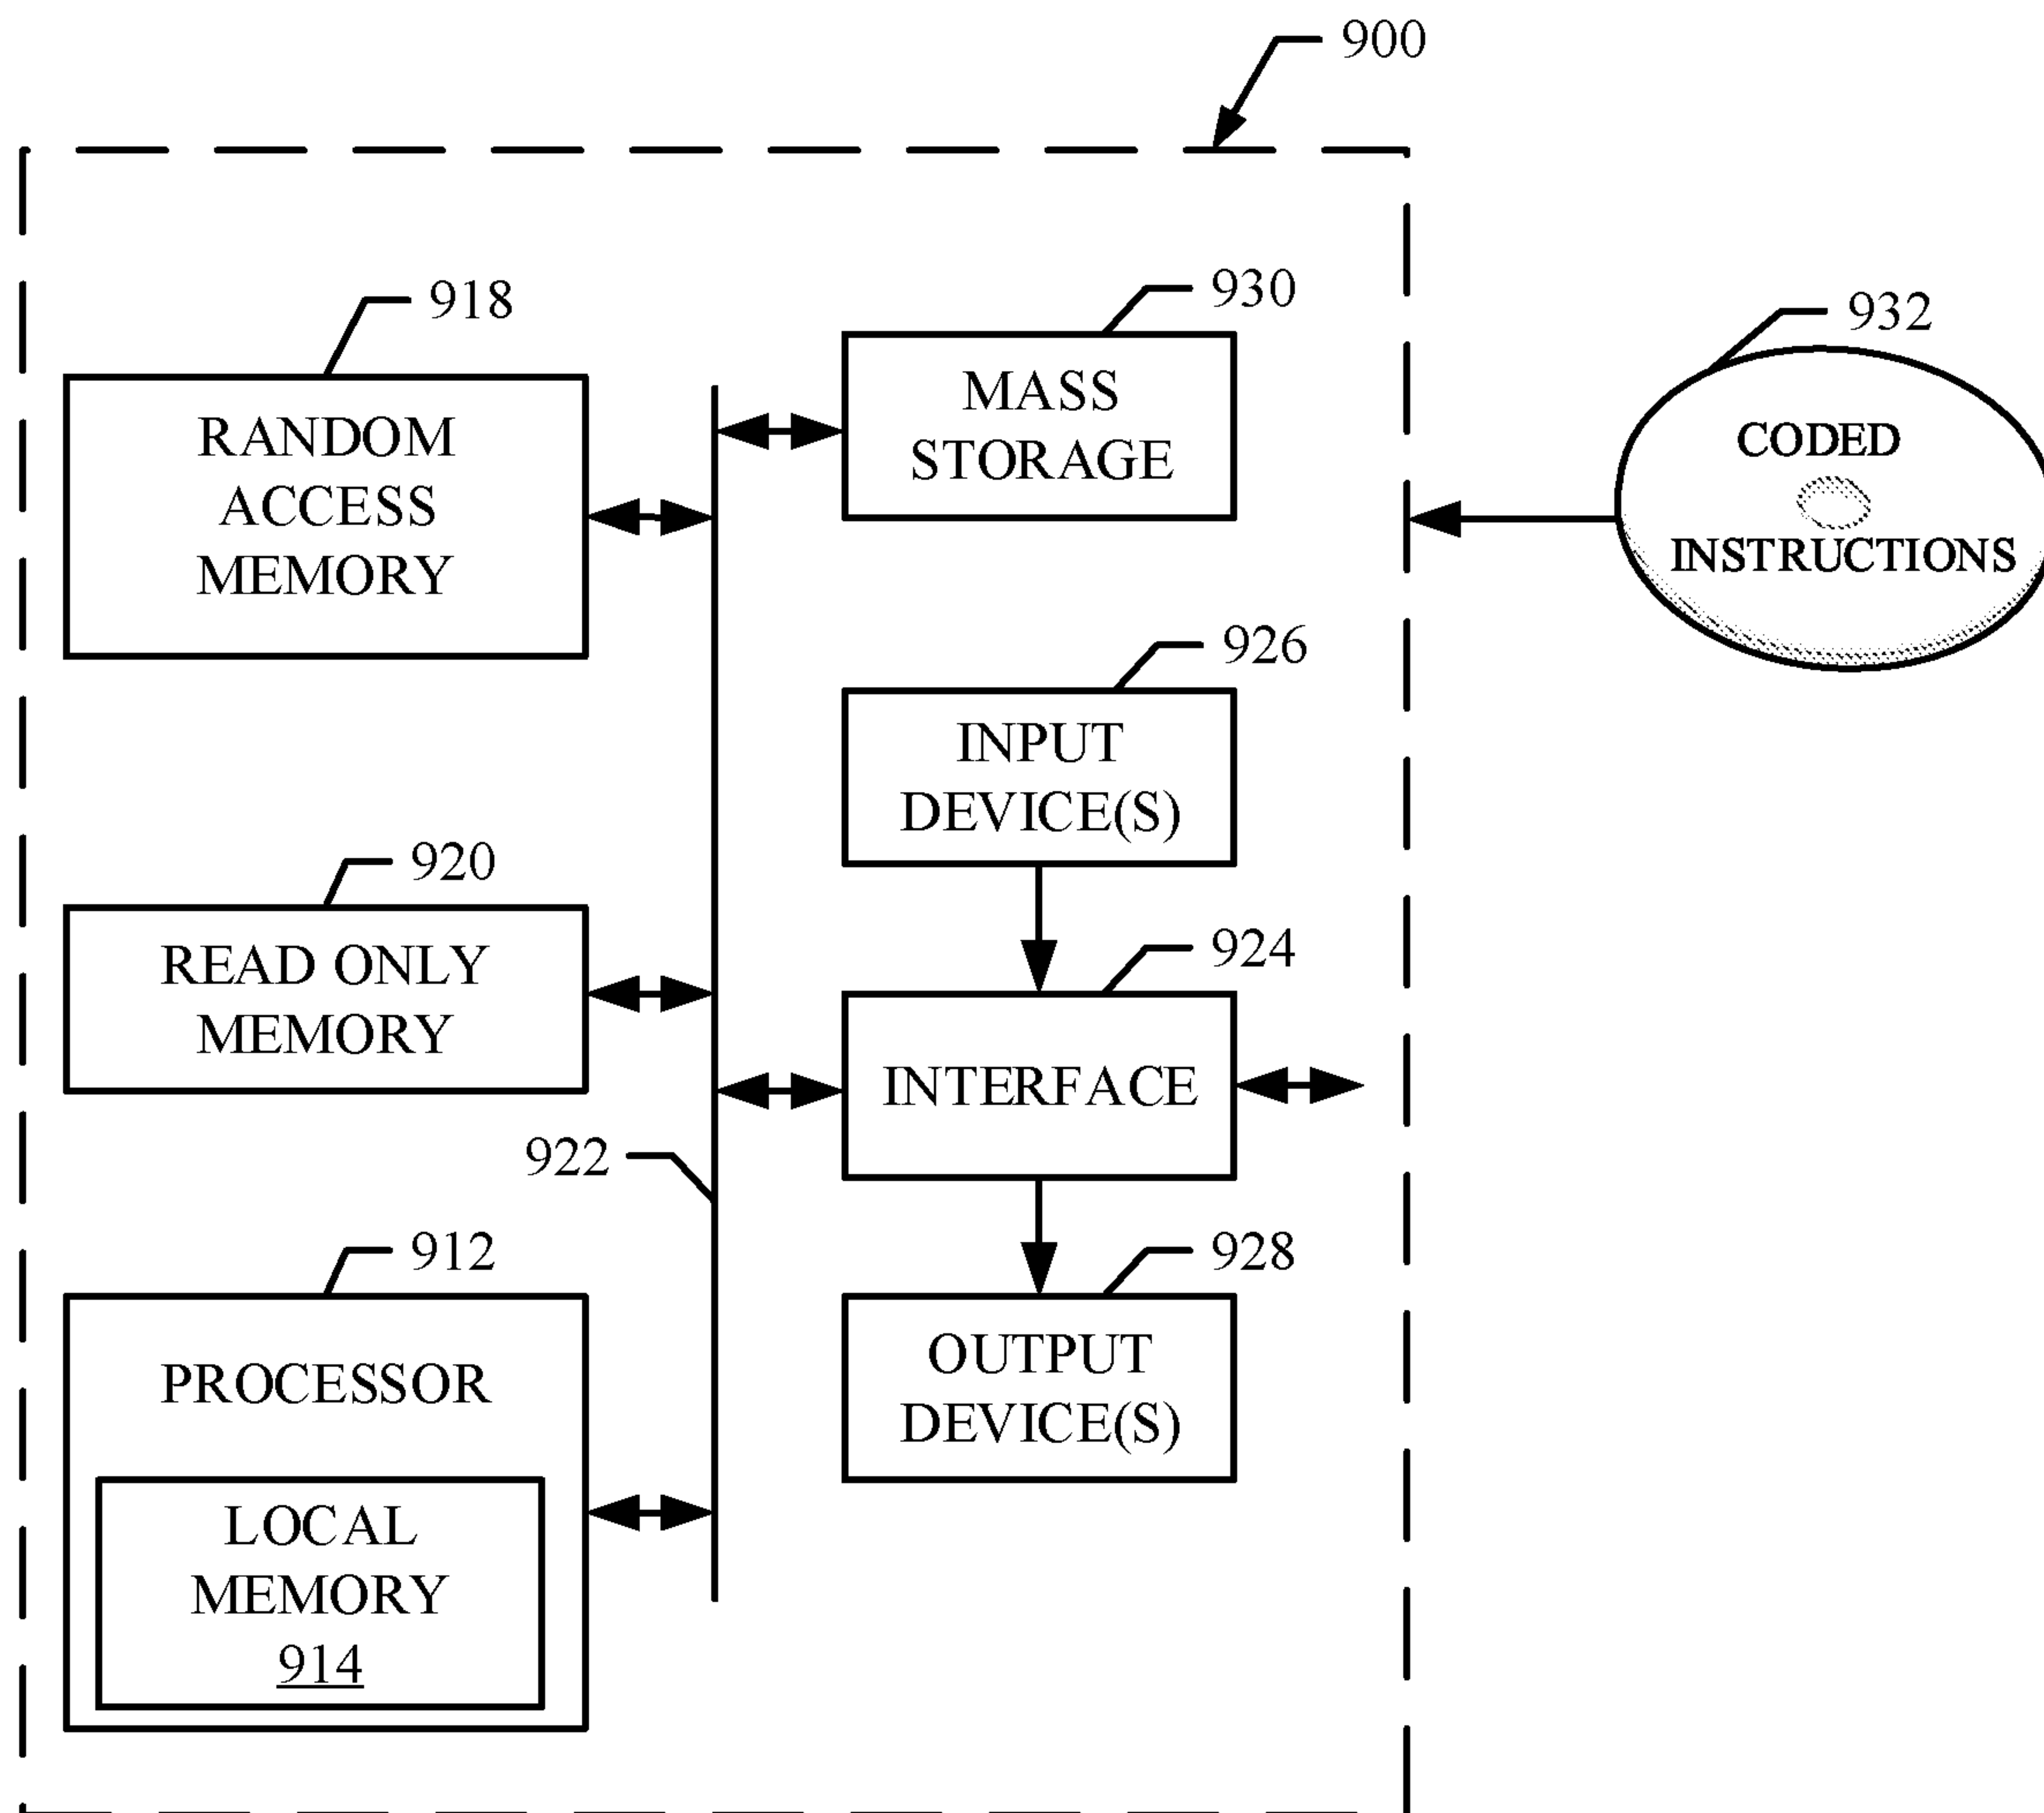 900
918
RANDOM
ACCESS
MEMORY
930
MASS
STORAGE
932
CODED
INSTRUCTIONS
926
INPUT
DEVICE(S)
920
READ ONLY
MEMORY
924
INTERFACE
922
912
PROCESSOR
LOCAL
MEMORY
914
928
OUTPUT
DEVICE(S)